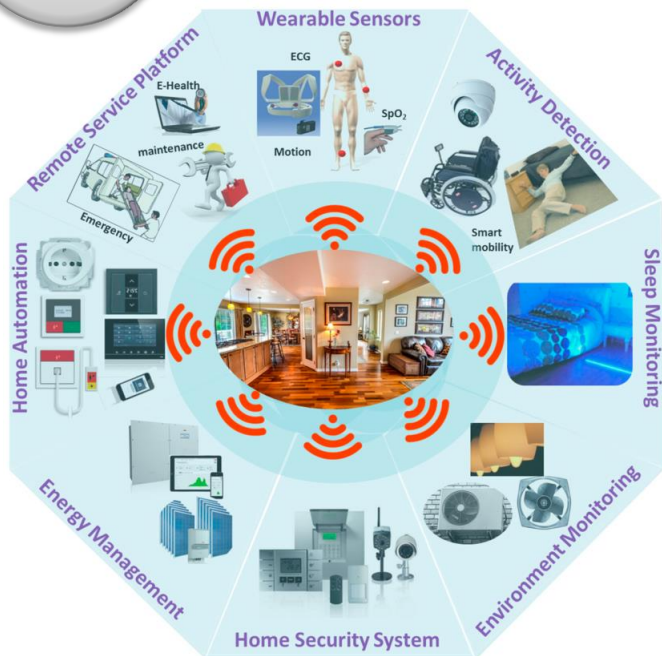 Wearable Sensors
ECG
SpO₂
Motion
Activity Detection
Smart
mobility
Sleep Monitoring
Environment Monitoring
Home Security System
Energy Management
Home Automation
Remote Service Platform
E-Health
maintenance
Emergency